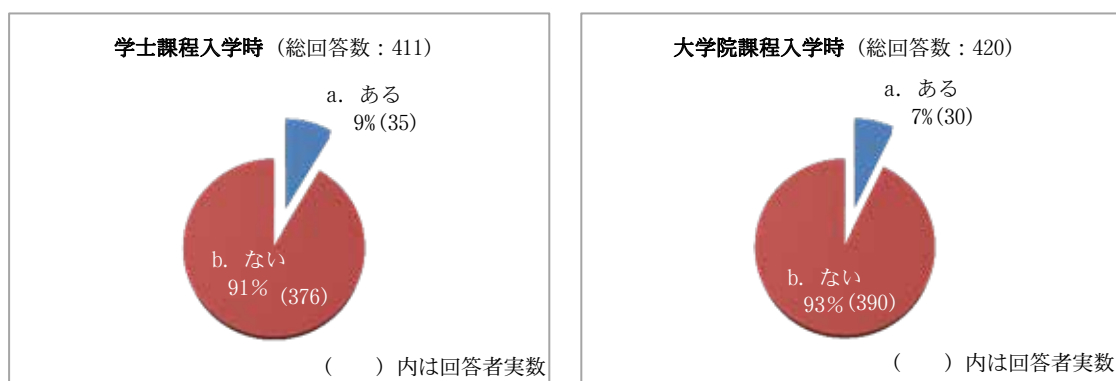 学士課程入学時（総回答数：411）
a. ある
9%(35)
b. ない
91% (376)
（　　）内は回答者実数
大学院課程入学時（総回答数：420）
a. ある
7%(30)
b. ない
93%(390)
（　　）内は回答者実数